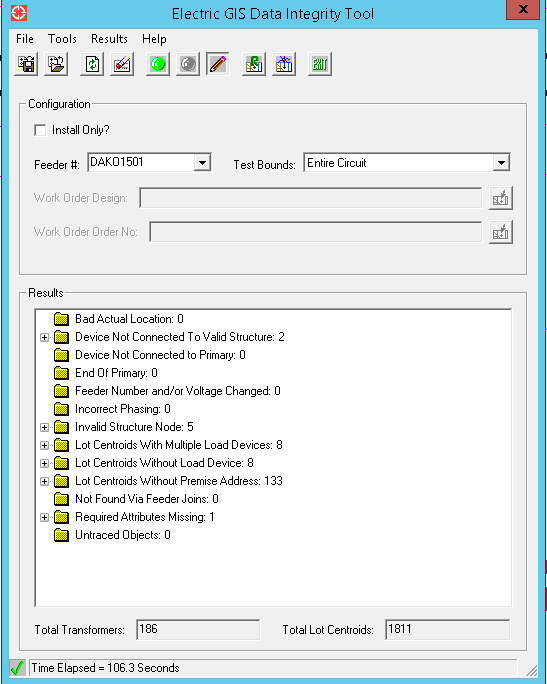 Electric GIS Data Integrity Tool
x
File Tools Results Help
R
EXIT
Configuration
Install Only?
Feeder #: DAKO1501 Test Bounds: Entire Circuit
Work Order Design:
Work Order Order No:
Results
Bad Actual Location: 0
Device Not Connected To Valid Structure: 2
Device Not Connected to Primary: 0
End Of Primary: 0
Feeder Number and/or Voltage Changed: 0
Incorrect Phasing: 0
Invalid Structure Node: 5
Lot Centroids With Multiple Load Devices: 8
Lot Centroids Without Load Device: 8
Lot Centroids Without Premise Address: 133
Not Found Via Feeder Joins: 0
Required Attributes Missing: 1
Untraced Objects: 0
Total Transformers: 186 Total Lot Centroids: 1811
Time Elapsed = 106.3 Seconds